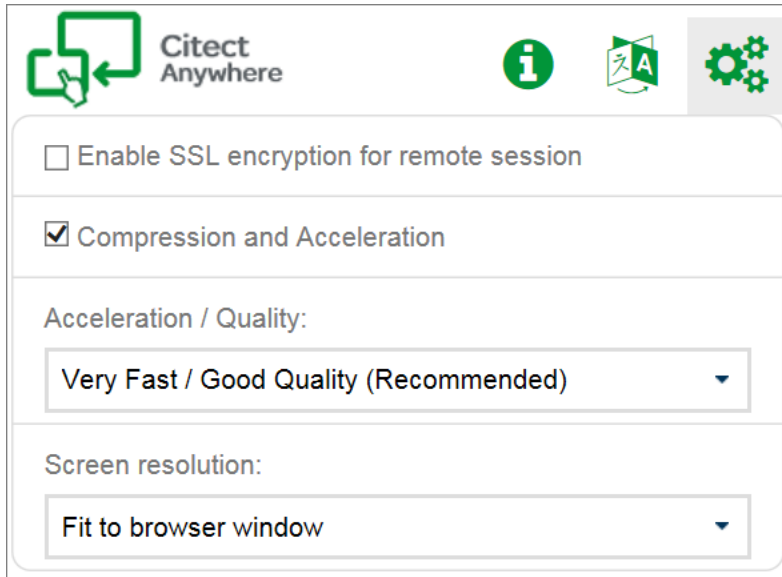 Citect
Anywhere
Enable SSL encryption for remote session
Compression and Acceleration
Acceleration / Quality:
Very Fast / Good Quality (Recommended)
Screen resolution:
Fit to browser window